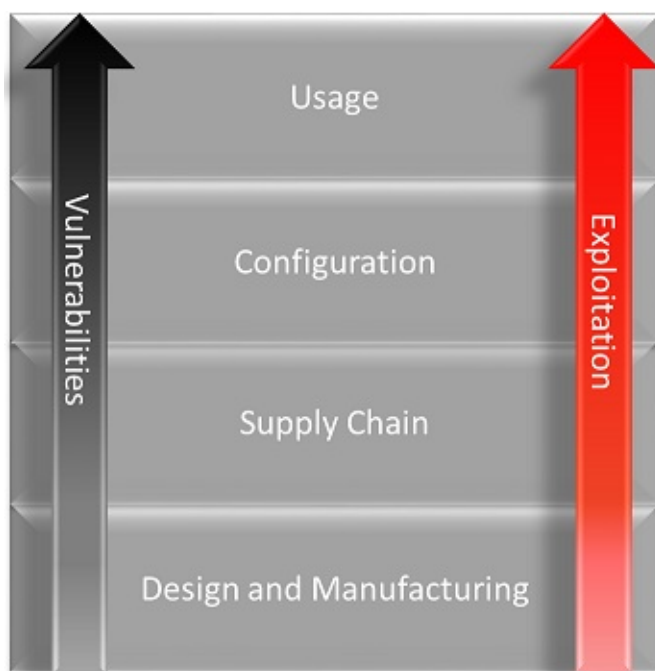 Usage
Vulnerabilities
Exploitation
Configuration
Supply Chain
Design and Manufacturing